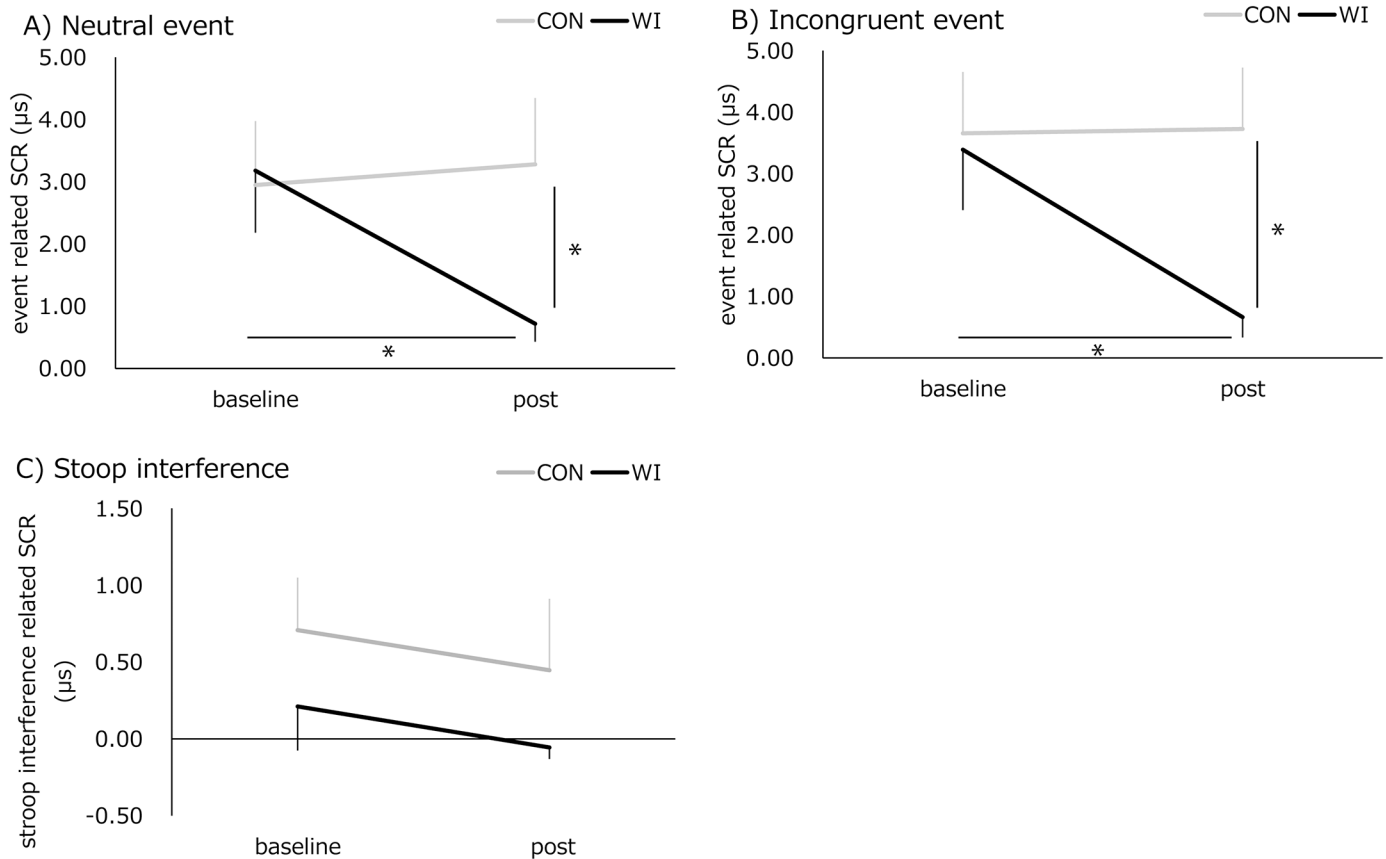 A) Neutral event
CON WI
event related SCR (μs)
5.00
4.00
3.00
2.00
1.00
0.00
*
*
baseline post
B) Incongruent event
CON WI
event related SCR (μs)
5.00
4.00
3.00
2.00
1.00
0.00
*
*
baseline post
C) Stoop interference
CON WI
stroop interference related SCR
(μs)
1.50
1.00
0.50
0.00
-0.50
baseline post